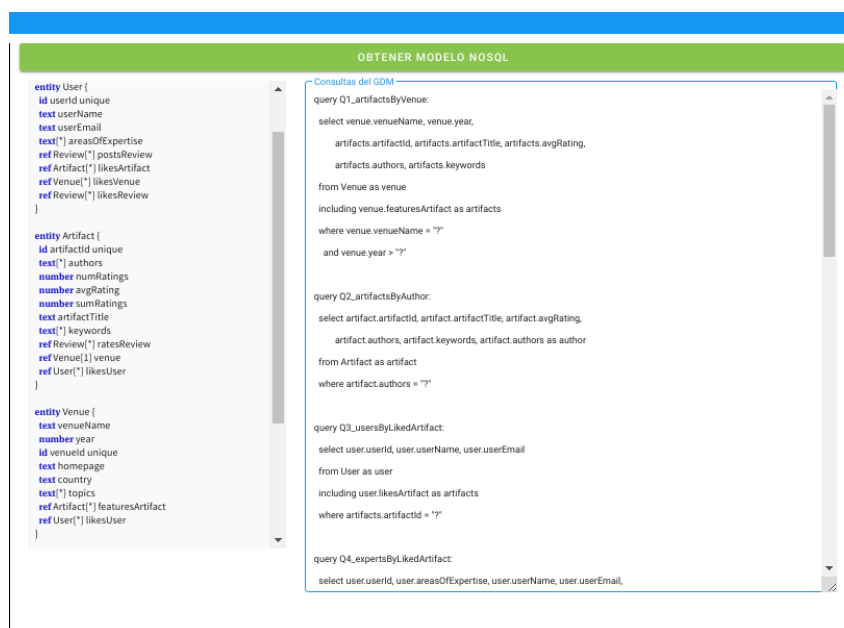 OBTENER MODELO NOSQL
entity User {
id userId unique
text userName
text userEmail
text[*] areasOfExpertise
ref Review[*] postsReview
ref Artifact[*] likesArtifact
ref Venue[*] likesVenue
ref Review[*] likesReview
}
entity Artifact {
id artifactId unique
text[*] authors
number numRatings
number avgRating
number sumRatings
text artifactTitle
text[*] keywords
ref Review[*] ratesReview
ref Venue[1] venue
ref User[*] likesUser
}
entity Venue {
text venueName
number year
id venueId unique
text homepage
text country
text[*] topics
ref Artifact[*] featuresArtifact
ref User[*] likesUser
}
Consultas del GDM
query Q1_artifactsByVenue:
select venue.venueName, venue.year,
artifacts.artifactId, artifacts.artifactTitle, artifacts.avgRating,
artifacts.authors, artifacts.keywords
from Venue as venue
including venue.featuresArtifact as artifacts
where venue.venueName = "?"
and venue.year > "?"
query Q2_artifactsByAuthor:
select artifact.artifactId, artifact.artifactTitle, artifact.avgRating,
artifact.authors, artifact.keywords, artifact.authors as author
from Artifact as artifact
where artifact.authors = "?"
query Q3_usersByLikedArtifact:
select user.userId, user.userName, user.userEmail
from User as user
including user.likesArtifact as artifacts
where artifacts.artifactId = "?"
query Q4_expertsByLikedArtifact:
select user.userId, user.areasOfExpertise, user.userName, user.userEmail,